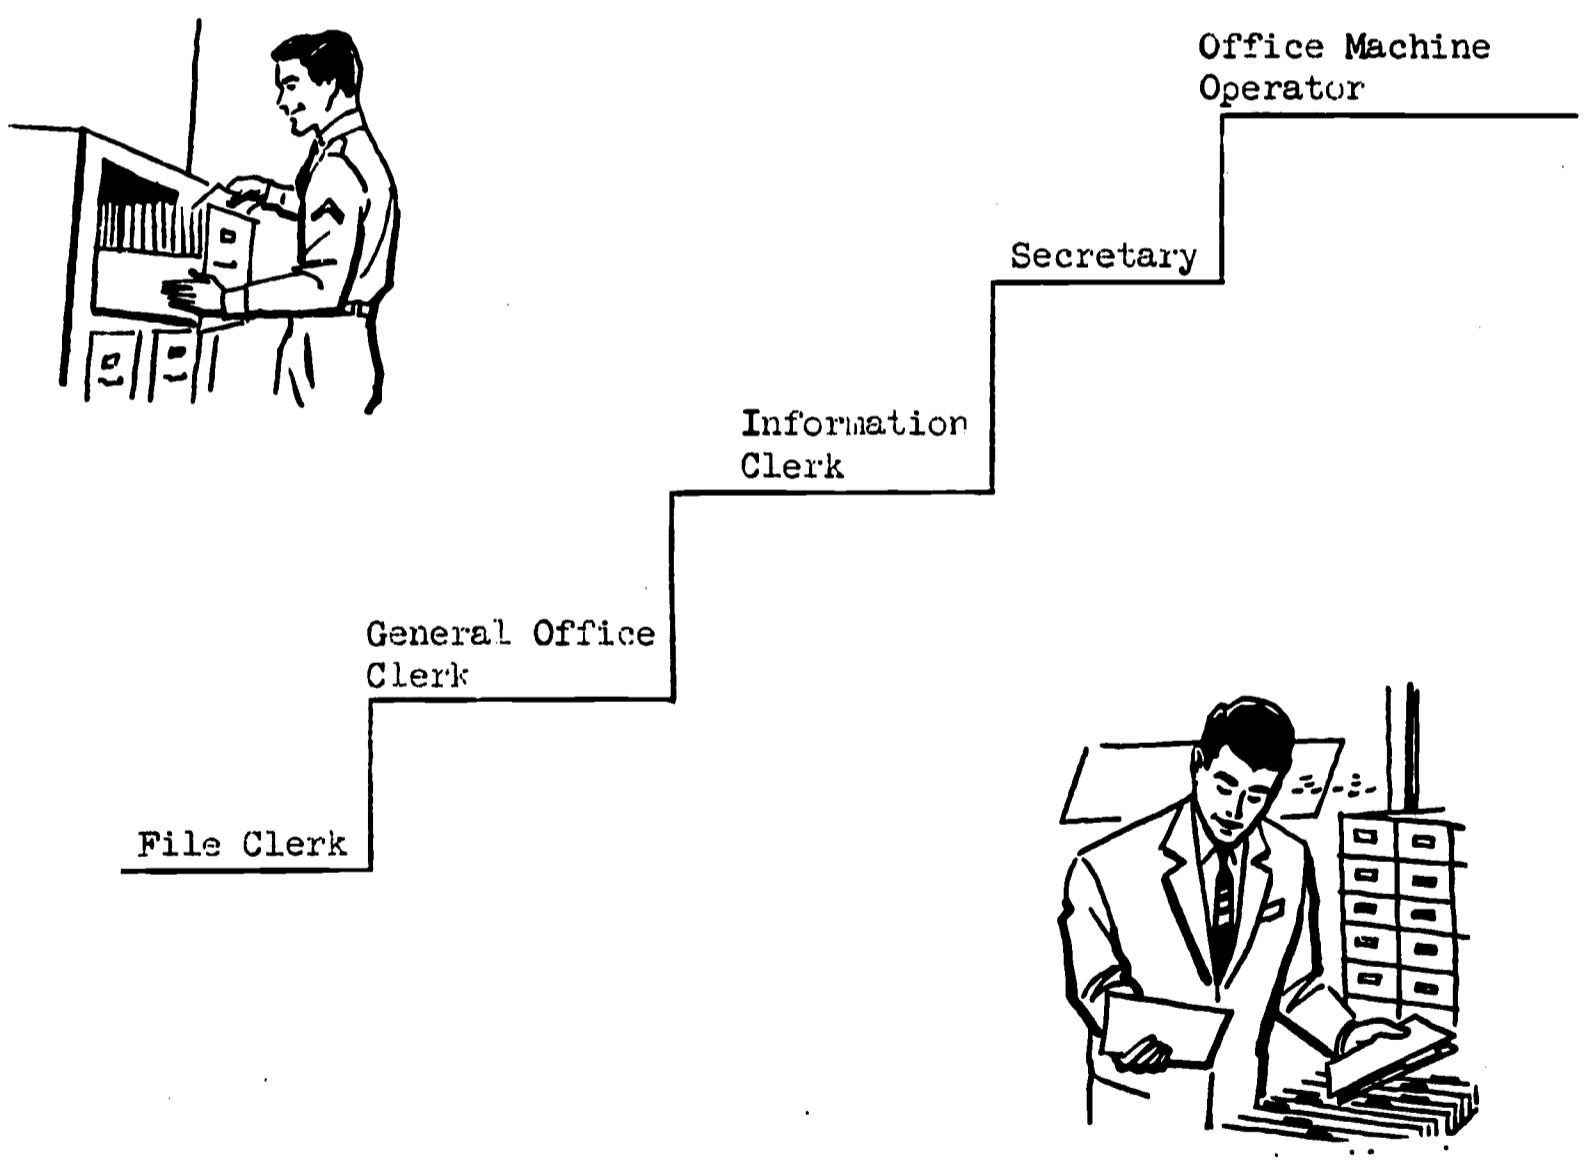 Office Machine
Operator
Secretary
Information
Clerk
General Office
Clerk
File Clerk